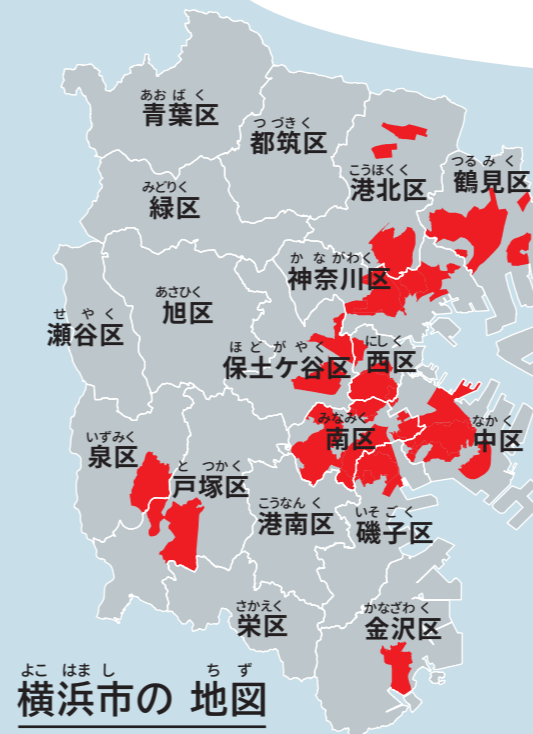 あおばく
青葉区
つづきく
都筑区
こうほくく
港北区
つるみく
鶴見区
みどりく
緑区
かながわく
神奈川区
あさひく
旭区
せやく
瀬谷区
ほどがやく
保土ケ谷区
にしく
西区
みなみく
南区
なかく
中区
いずみく
泉区
とつかく
戸塚区
こうなんく
港南区
いそごく
磯子区
さかえく
栄区
かなざわく
金沢区
よこはまし ちず
横浜市の 地図